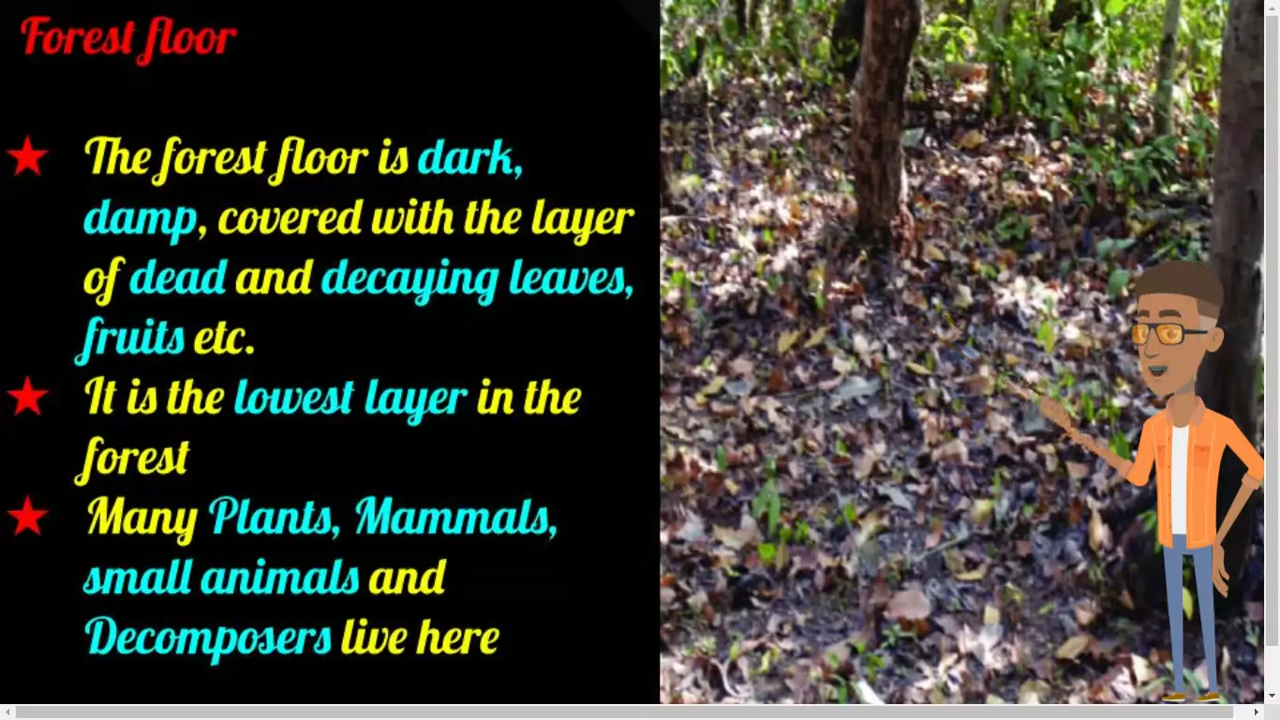 Forest floor
The forest floor is dark,
damp, covered with the layer
of dead and decaying leaves,
fruits etc.
It is the lowest layer in the
forest
Many Plants, Mammals,
small animals and
Decomposers live here